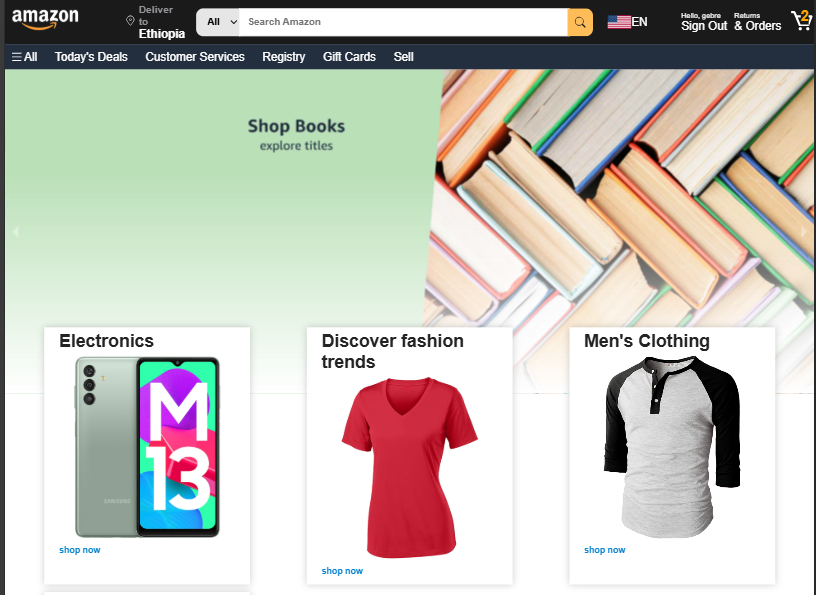 amazon
Deliver
to
Ethiopia
All
Search Amazon
EN
Hello, gebre
Sign Out
Returns
& Orders
2
All
Today's Deals
Customer Services
Registry
Gift Cards
Sell
Shop Books
explore titles
Electronics
M
13
SAMSUNG
shop now
Discover fashion
trends
shop now
Men's Clothing
shop now